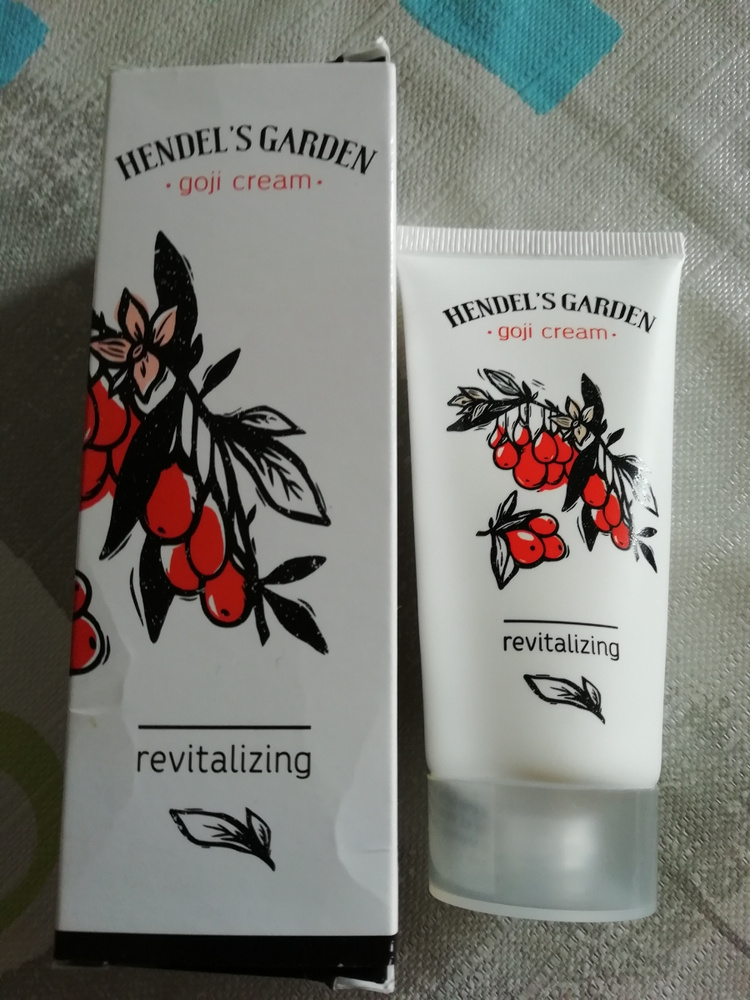 HENDEL'S GARDEN
· goji cream ·
revitalizing
HENDEL'S GARDEN
· goji cream ·
revitalizing